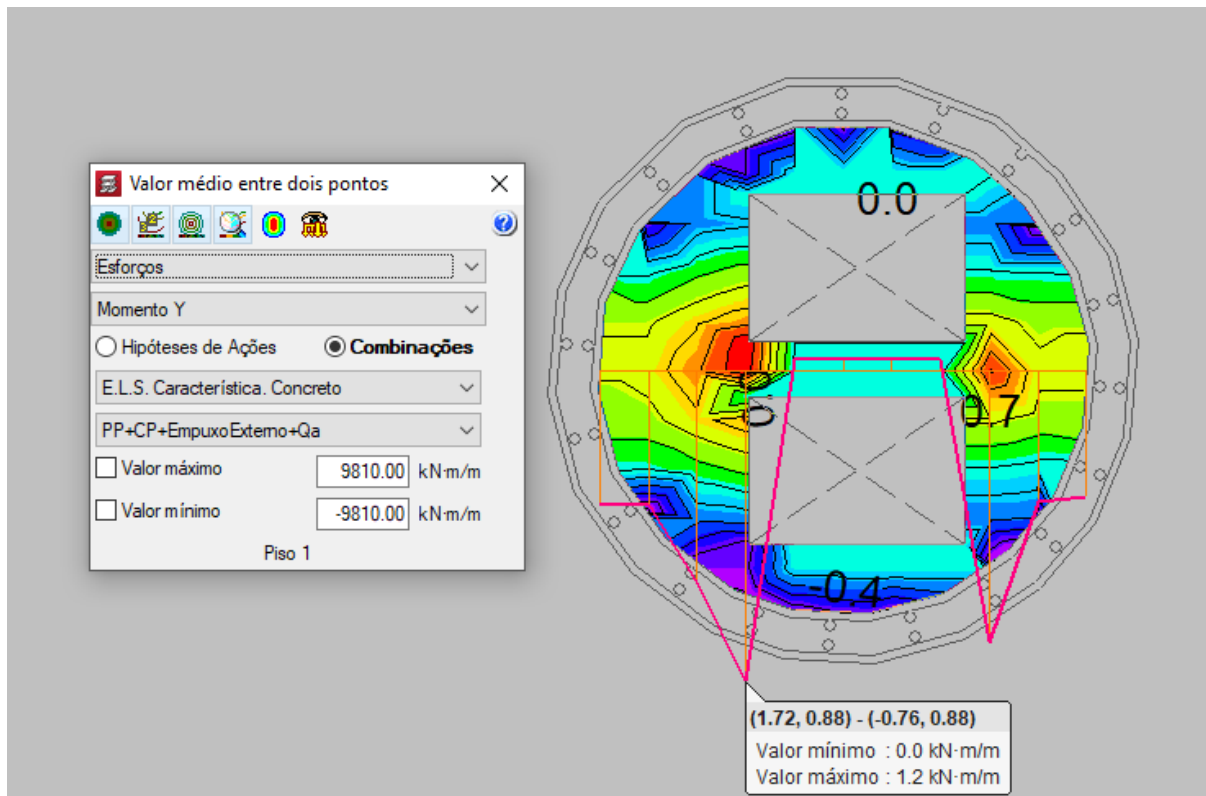 Valor médio entre dois pontos
Esforços
Momento Y
Hipóteses de Ações
Combinações
E.L.S. Característica. Concreto
PP+CP+EmpuxoExterno+Qa
Valor máximo
9810.00 kN·m/m
Valor mínimo
-9810.00 kN·m/m
Piso 1
0.0
0.7
-0.4
(1.72, 0.88) - (-0.76, 0.88)
Valor mínimo : 0.0 kN·m/m
Valor máximo : 1.2 kN·m/m